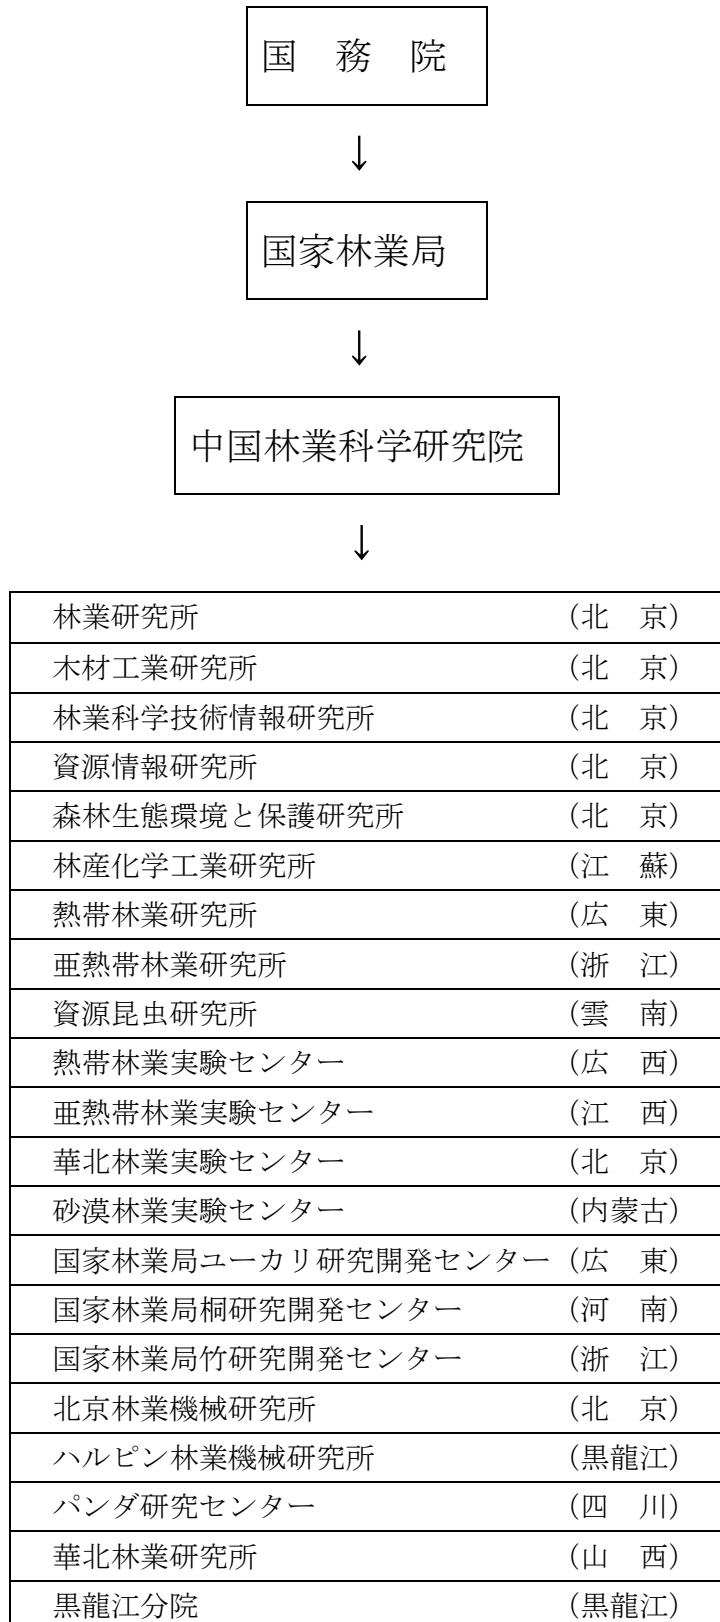 国　務　院
↓
国家林業局
↓
中国林業科学研究院
↓
林業研究所 （北　京）
木材工業研究所 （北　京）
林業科学技術情報研究所 （北　京）
資源情報研究所 （北　京）
森林生態環境と保護研究所 （北　京）
林産化学工業研究所 （江　蘇）
熱帯林業研究所 （広　東）
亜熱帯林業研究所 （浙　江）
資源昆虫研究所 （雲　南）
熱帯林業実験センター （広　西）
亜熱帯林業実験センター （江　西）
華北林業実験センター （北　京）
砂漠林業実験センター （内蒙古）
国家林業局ユーカリ研究開発センター （広　東）
国家林業局桐研究開発センター （河　南）
国家林業局竹研究開発センター （浙　江）
北京林業機械研究所 （北　京）
ハルピン林業機械研究所 （黒龍江）
パンダ研究センター （四　川）
華北林業研究所 （山　西）
黒龍江分院 （黒龍江）